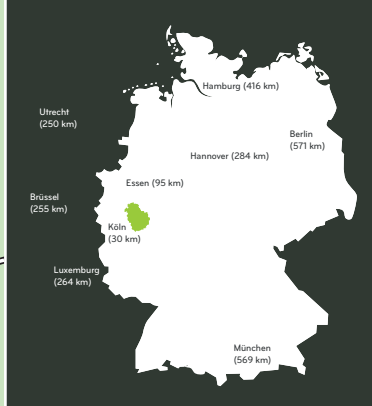 Hamburg (416 km)
Utrecht
(250 km)
Berlin
(571 km)
Hannover (284 km)
Essen (95 km)
Brüssel
(255 km)
Köln
(30 km)
Luxemburg
(264 km)
München
(569 km)